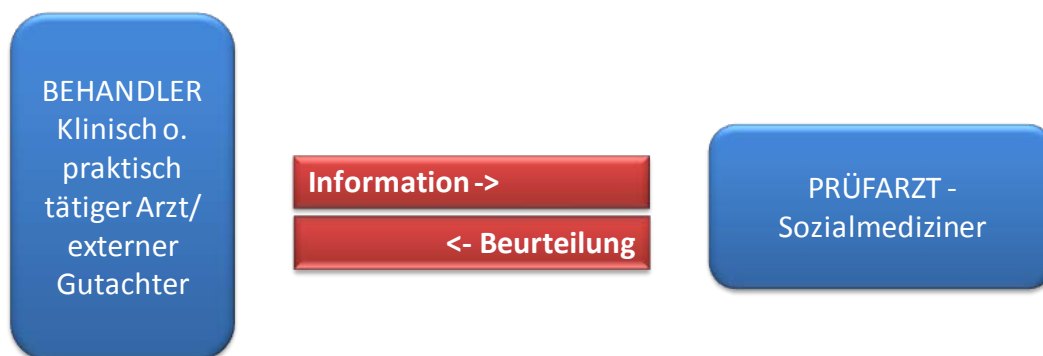 BEHANDLER
Klinisch o.
praktisch
tätiger Arzt/
externer
Gutachter
Information ->
<- Beurteilung
PRÜFARZT -
Sozialmediziner